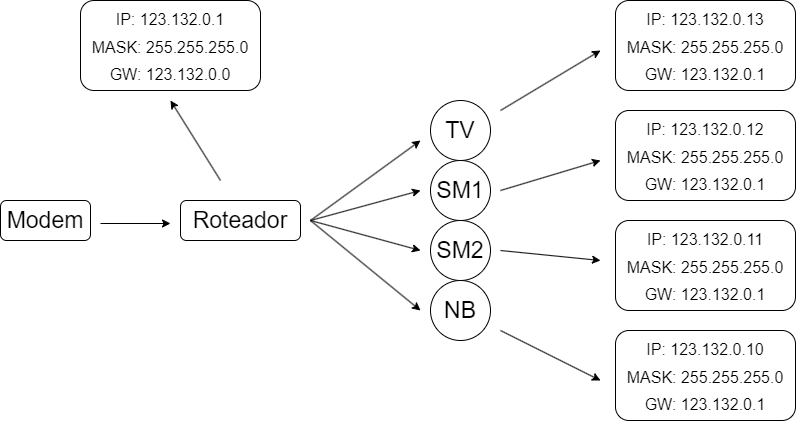 IP: 123.132.0.1
MASK: 255.255.255.0
GW: 123.132.0.0
Modem
Roteador
TV
SM1
SM2
NB
IP: 123.132.0.13
MASK: 255.255.255.0
GW: 123.132.0.1
IP: 123.132.0.12
MASK: 255.255.255.0
GW: 123.132.0.1
IP: 123.132.0.11
MASK: 255.255.255.0
GW: 123.132.0.1
IP: 123.132.0.10
MASK: 255.255.255.0
GW: 123.132.0.1